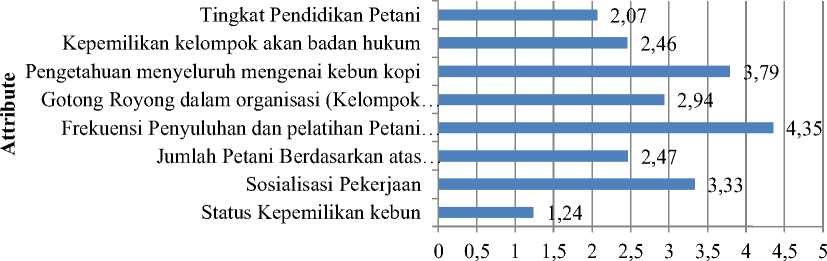 Attribute
Tingkat Pendidikan Petani 2,07
Kepemilikan kelompok akan badan hukum 2,46
Pengetahuan menyeluruh mengenai kebun kopi 3,79
Gotong Royong dalam organisasi (Kelompok… 2,94
Frekuensi Penyuluhan dan pelatihan Petani… 4,35
Jumlah Petani Berdasarkan atas… 2,47
Sosialisasi Pekerjaan 3,33
Status Kepemilikan kebun 1,24
0 0,5 1 1,5 2 2,5 3 3,5 4 4,5 5